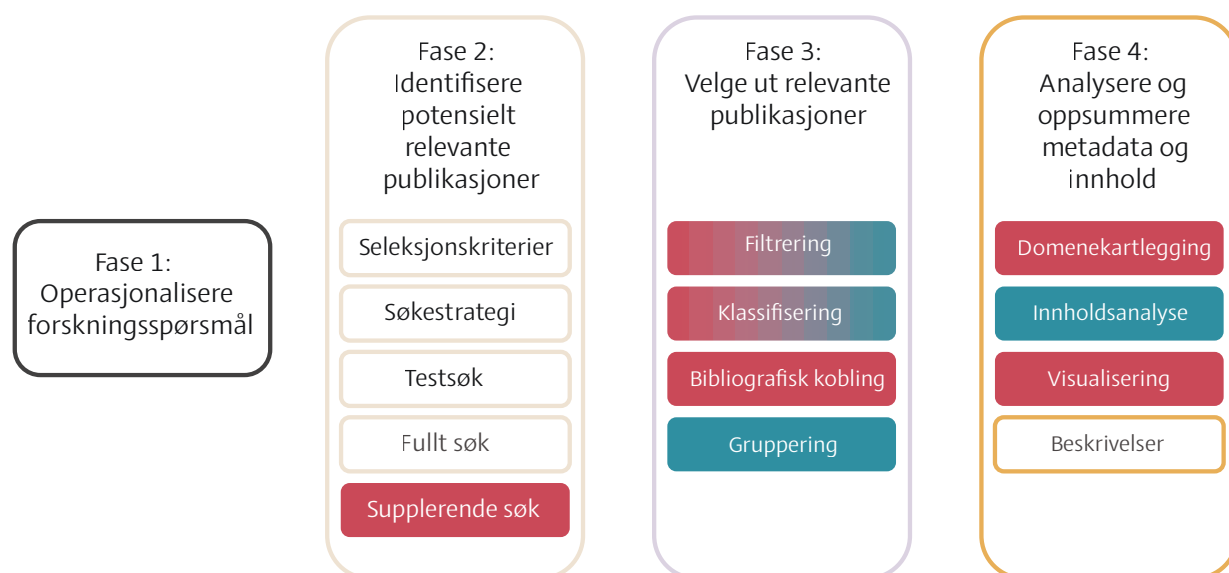 Fase 1:
Operasjonalisere
forskningsspørsmål
Fase 2:
Identifisere
potensielt
relevante
publikasjoner
Seleksjonskriterier
Søkestrategi
Testsøk
Fullt søk
Supplerende søk
Fase 3:
Velge ut relevante
publikasjoner
Filtrering
Klassifisering
Bibliografisk kobling
Gruppering
Fase 4:
Analysere og
oppsummere
metadata og
innhold
Domenekartlegging
Innholdsanalyse
Visualisering
Beskrivelser